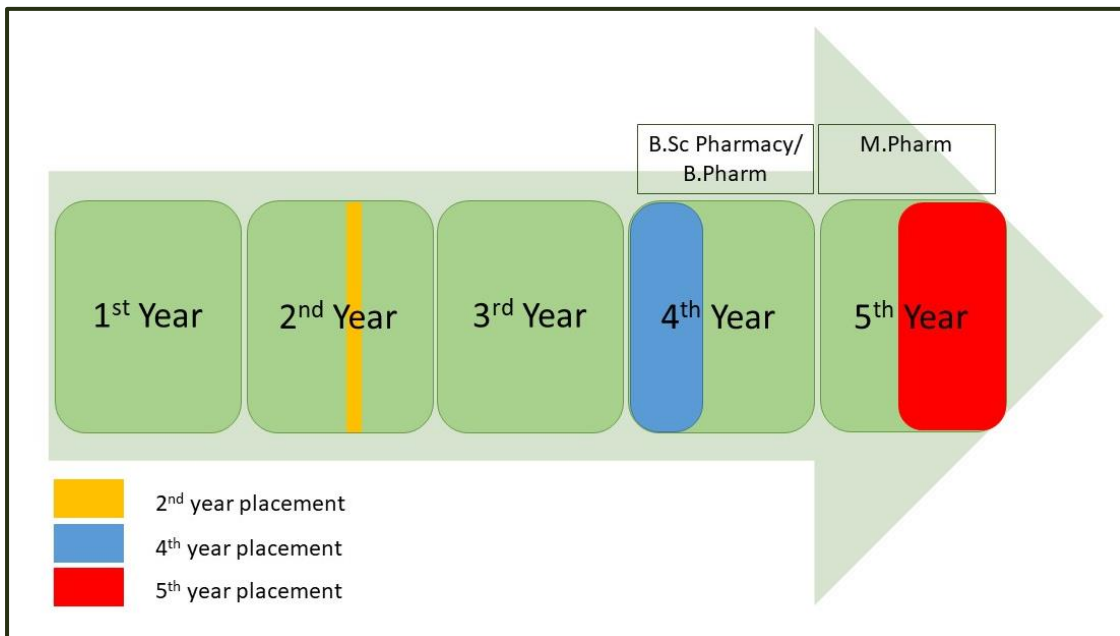 B.Sc Pharmacy/
B.Pharm
M.Pharm
1st Year
2nd Year
3rd Year
4th Year
5th Year
2nd year placement
4th year placement
5th year placement